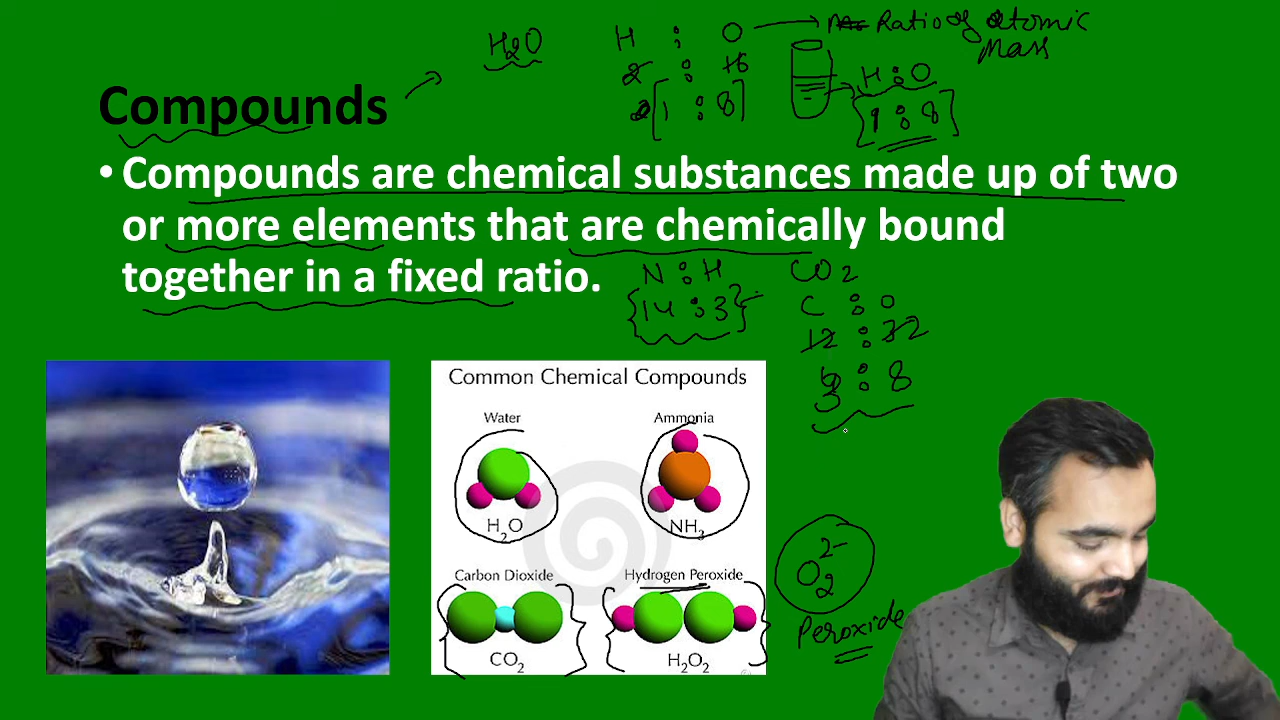 H2O H : O → Ratio of atomic
Mass
2 : 16
H : O
2[1 : 8]
[1 : 8]
Compounds
• Compounds are chemical substances made up of two
or more elements that are chemically bound
together in a fixed ratio.
N : H
{14 : 3}
CO2
C : O
12 : 32
3 : 8
Common Chemical Compounds
Water Ammonia
H2O NH3
Carbon Dioxide Hydrogen Peroxide
CO2 H2O2
O2 2-
Peroxide